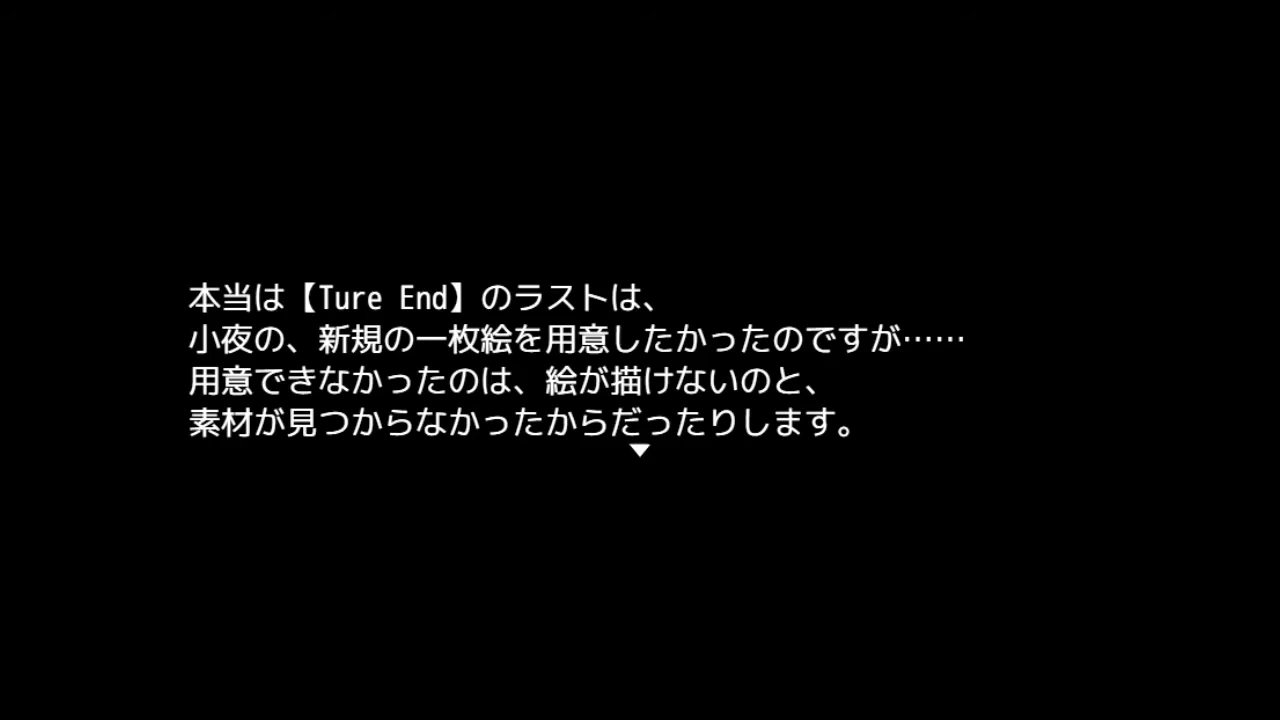 本当は【Ture End】のラストは、
小夜の、新規の一枚絵を用意したかったのですが……
用意できなかったのは、絵が描けないのと、
素材が見つからなかったからだったりします。